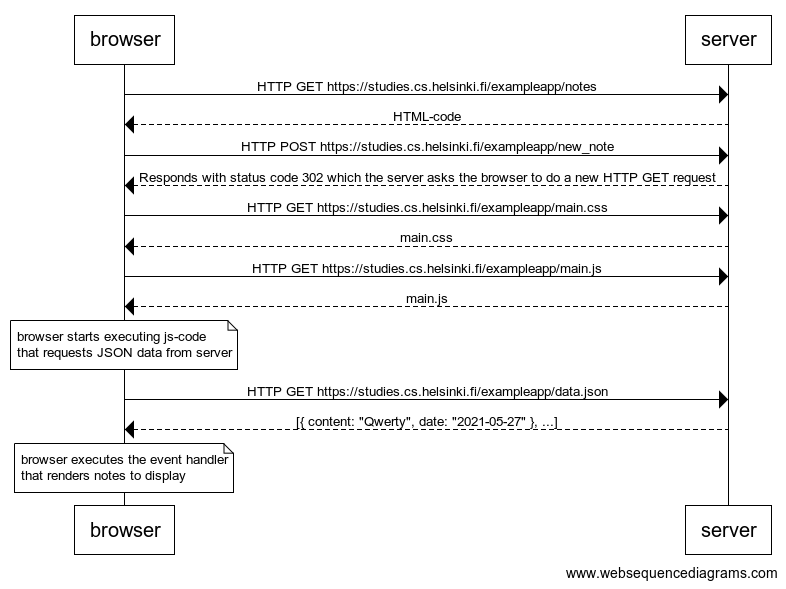 browser
server
HTTP GET https://studies.cs.helsinki.fi/exampleapp/notes
HTML-code
HTTP POST https://studies.cs.helsinki.fi/exampleapp/new_note
Responds with status code 302 which the server asks the browser to do a new HTTP GET request
HTTP GET https://studies.cs.helsinki.fi/exampleapp/main.css
main.css
HTTP GET https://studies.cs.helsinki.fi/exampleapp/main.js
main.js
browser starts executing js-code
that requests JSON data from server
HTTP GET https://studies.cs.helsinki.fi/exampleapp/data.json
[{ content: "Qwerty", date: "2021-05-27" }, ...]
browser executes the event handler
that renders notes to display
browser
server
www.websequencediagrams.com